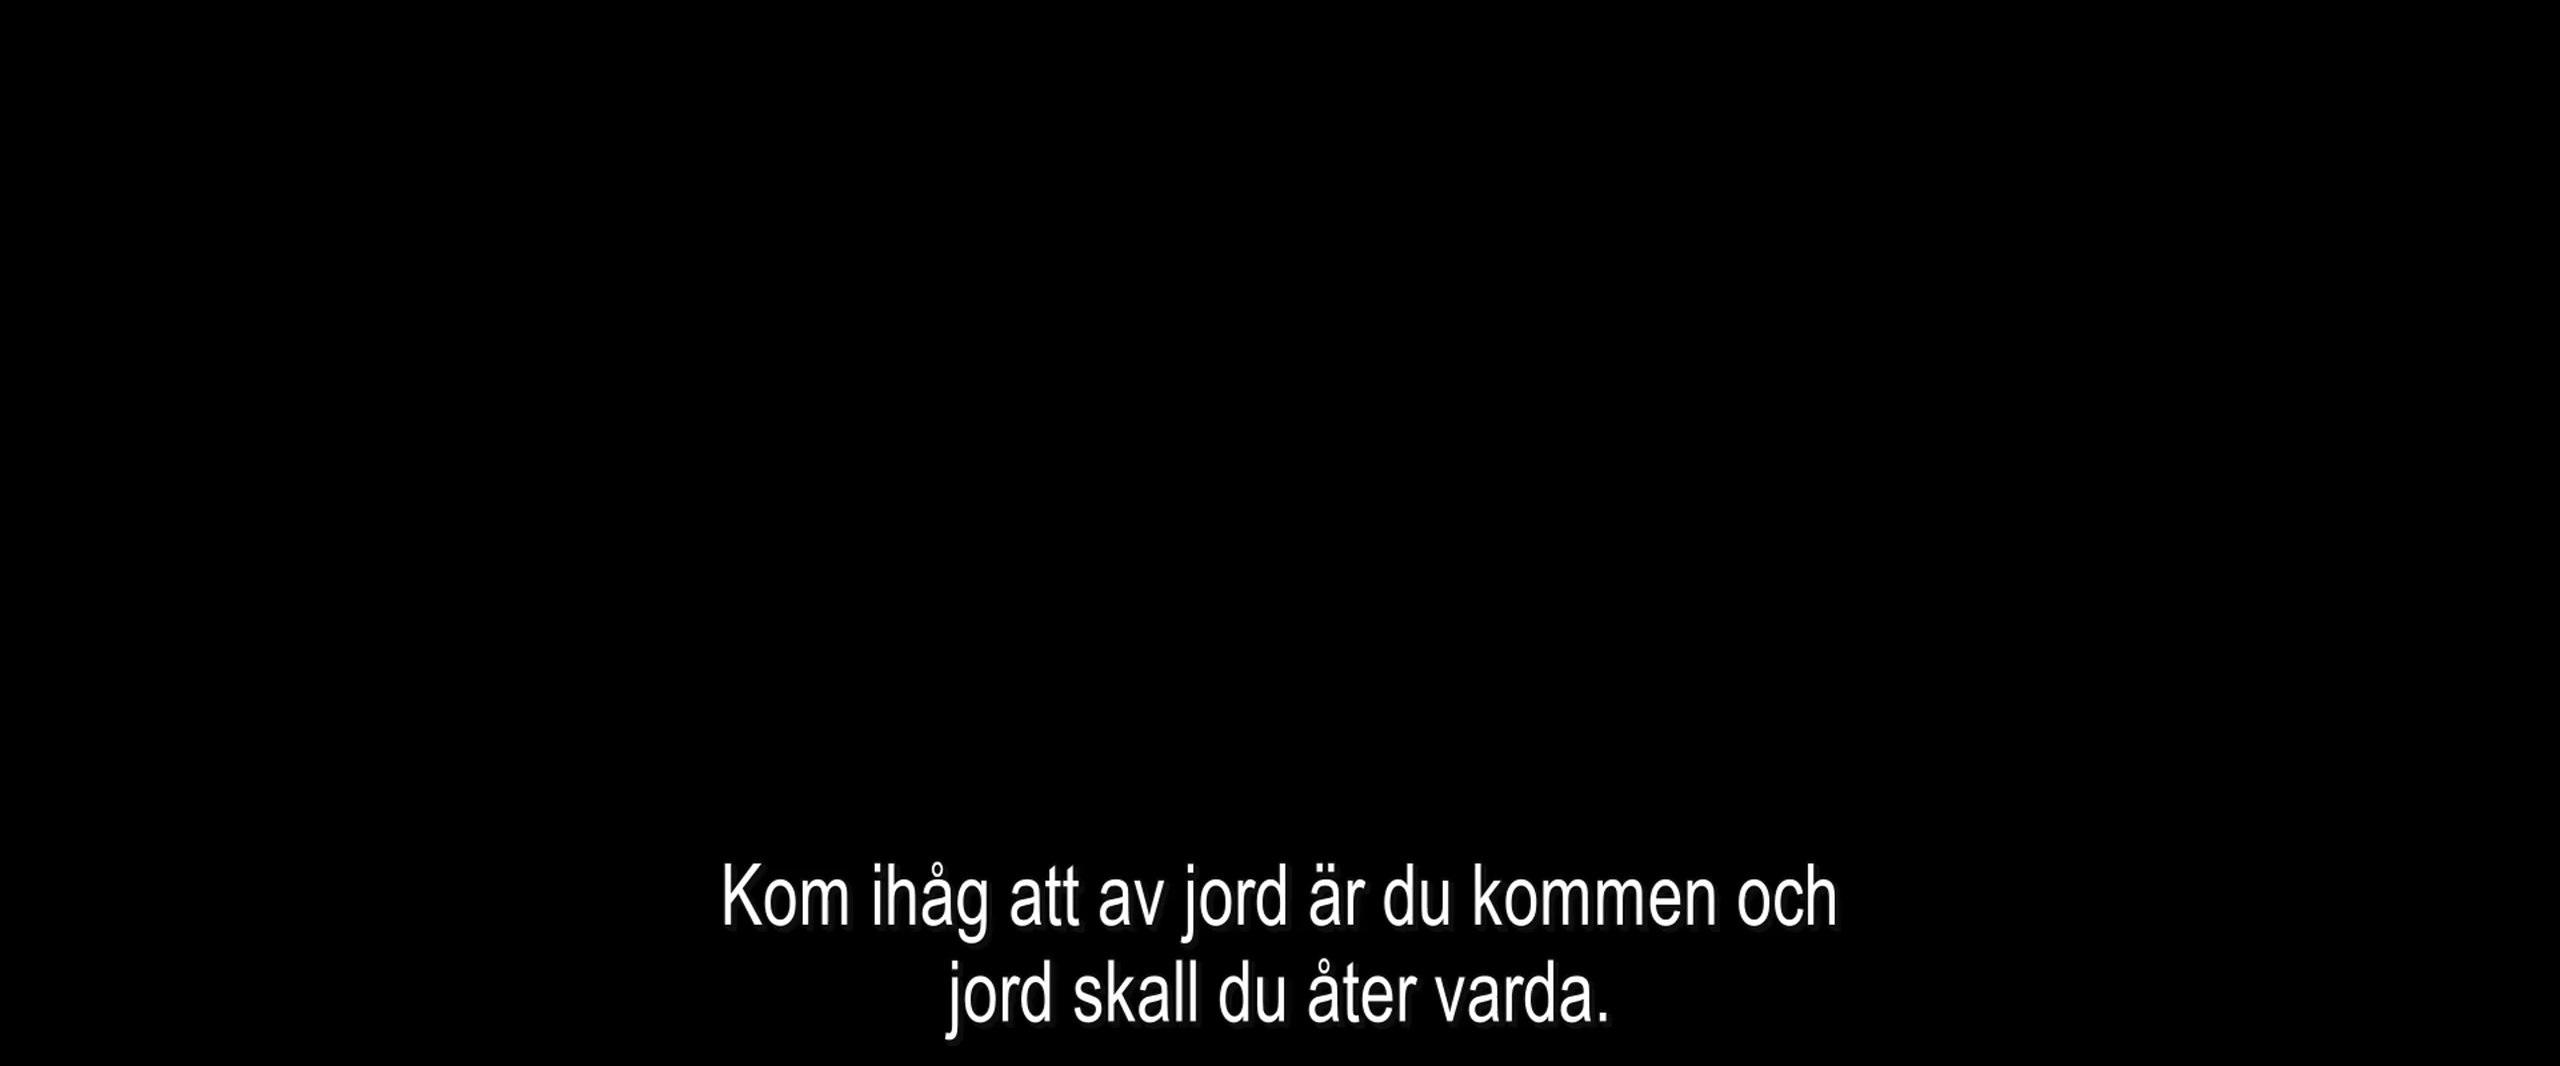 Kom ihåg att av jord är du kommen och
jord skall du åter varda.